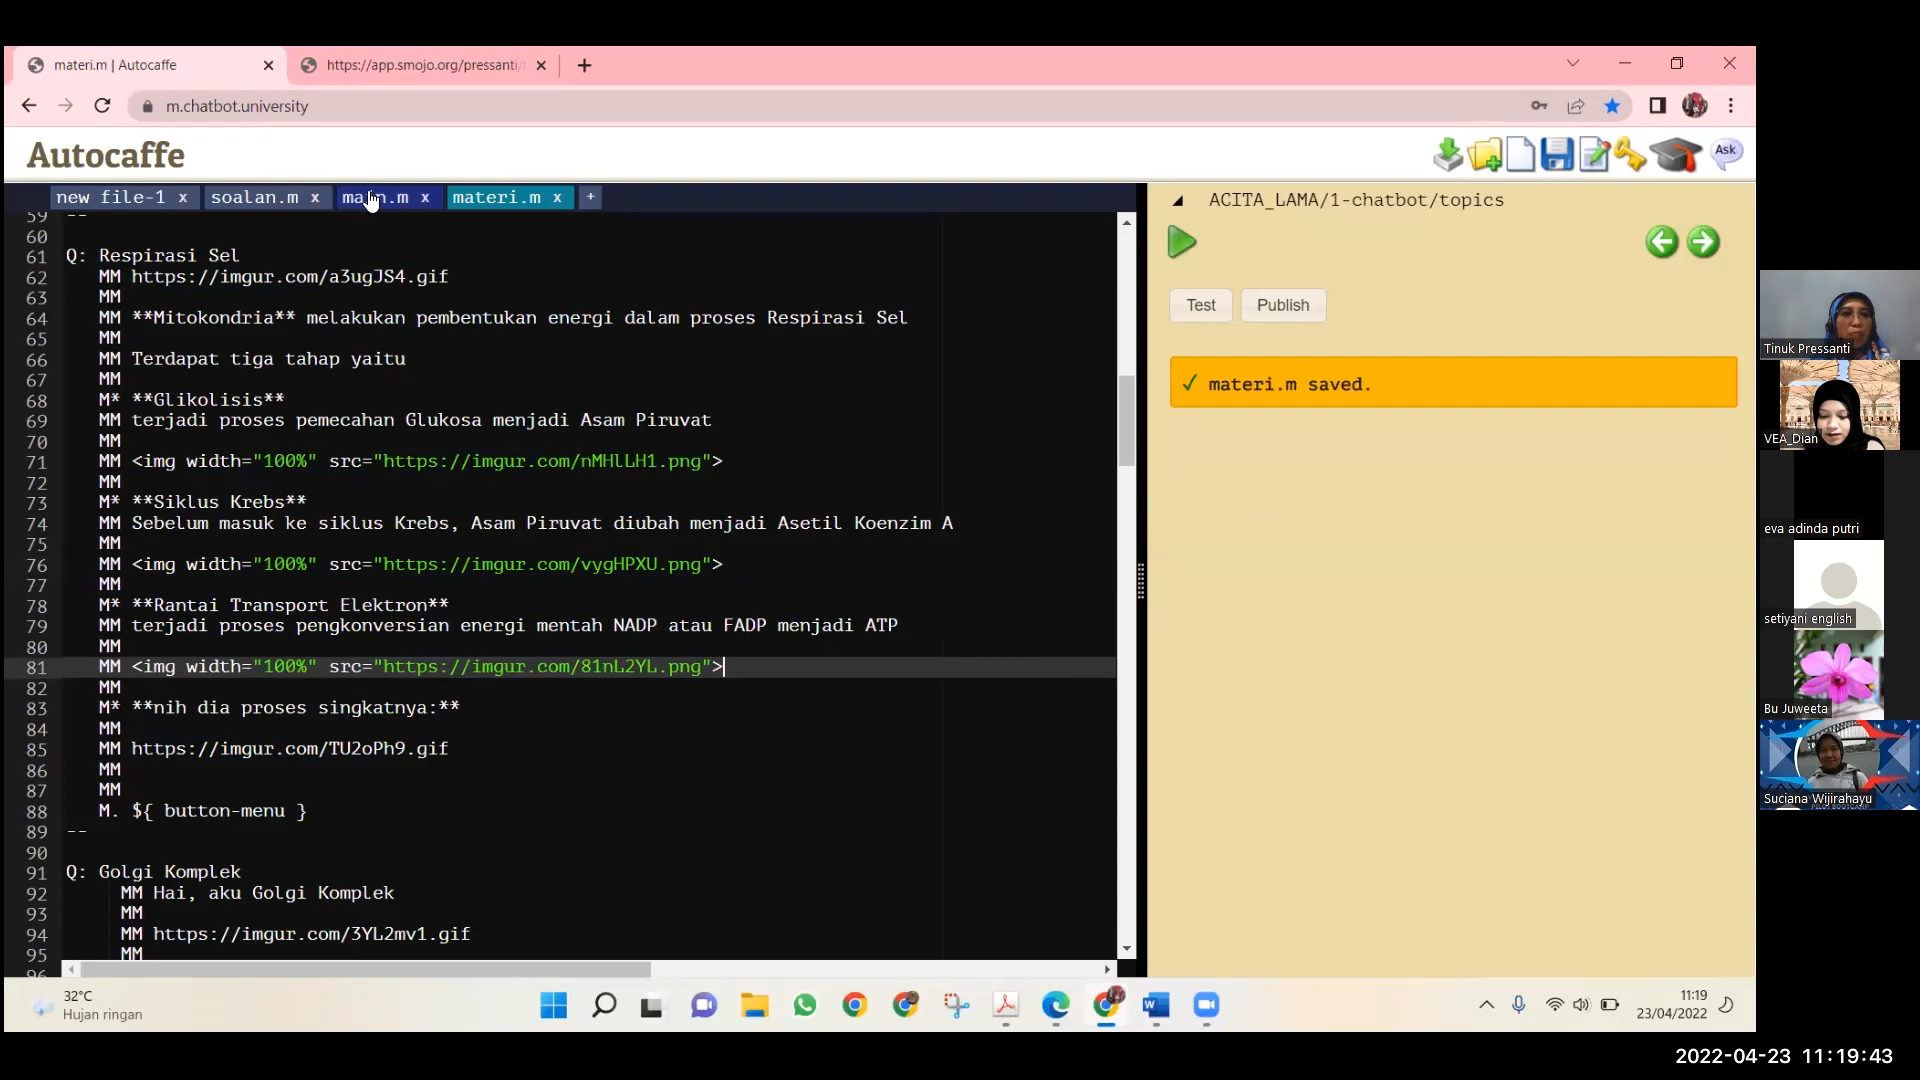 materi.m | Autocaffe
https://app.smojo.org/pressanti/
m.chatbot.university
Autocaffe
Ask
new file-1 x
soalan.m x
main.m x
materi.m x
+
ACITA_LAMA/1-chatbot/topics
Test
Publish
✓ materi.m saved.
59 --
60
61 Q: Respirasi Sel
62 MM https://imgur.com/a3ugJS4.gif
63 MM
64 MM **Mitokondria** melakukan pembentukan energi dalam proses Respirasi Sel
65 MM
66 MM Terdapat tiga tahap yaitu
67 MM
68 M* **Glikolisis**
69 MM terjadi proses pemecahan Glukosa menjadi Asam Piruvat
70 MM
71 MM <img width="100%" src="https://imgur.com/nMHlLH1.png">
72 MM
73 M* **Siklus Krebs**
74 MM Sebelum masuk ke siklus Krebs, Asam Piruvat diubah menjadi Asetil Koenzim A
75 MM
76 MM <img width="100%" src="https://imgur.com/vygHPXU.png">
77 MM
78 M* **Rantai Transport Elektron**
79 MM terjadi proses pengkonversian energi mentah NADP atau FADP menjadi ATP
80 MM
81 MM <img width="100%" src="https://imgur.com/81nL2YL.png">
82 MM
83 M* **nih dia proses singkatnya:**
84 MM
85 MM https://imgur.com/TU2oPh9.gif
86 MM
87 MM
88 M. ${ button-menu }
89 --
90
91 Q: Golgi Komplek
92 MM Hai, aku Golgi Komplek
93 MM
94 MM https://imgur.com/3YL2mv1.gif
95 MM
96
Tinuk Pressanti
VEA_Dian
eva adinda putri
setiyani english
Bu Juweeta
Suciana Wijirahayu
32°C
Hujan ringan
11:19
23/04/2022
2022-04-23 11:19:43